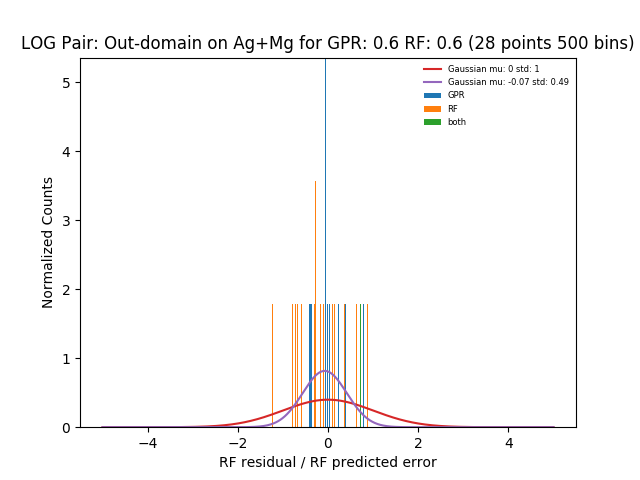 LOG Pair: Out-domain on Ag+Mg for GPR: 0.6 RF: 0.6 (28 points 500 bins)
Normalized Counts
5
4
3
2
1
0
Gaussian mu: 0 std: 1
Gaussian mu: -0.07 std: 0.49
GPR
RF
both
−4 −2 0 2 4
RF residual / RF predicted error